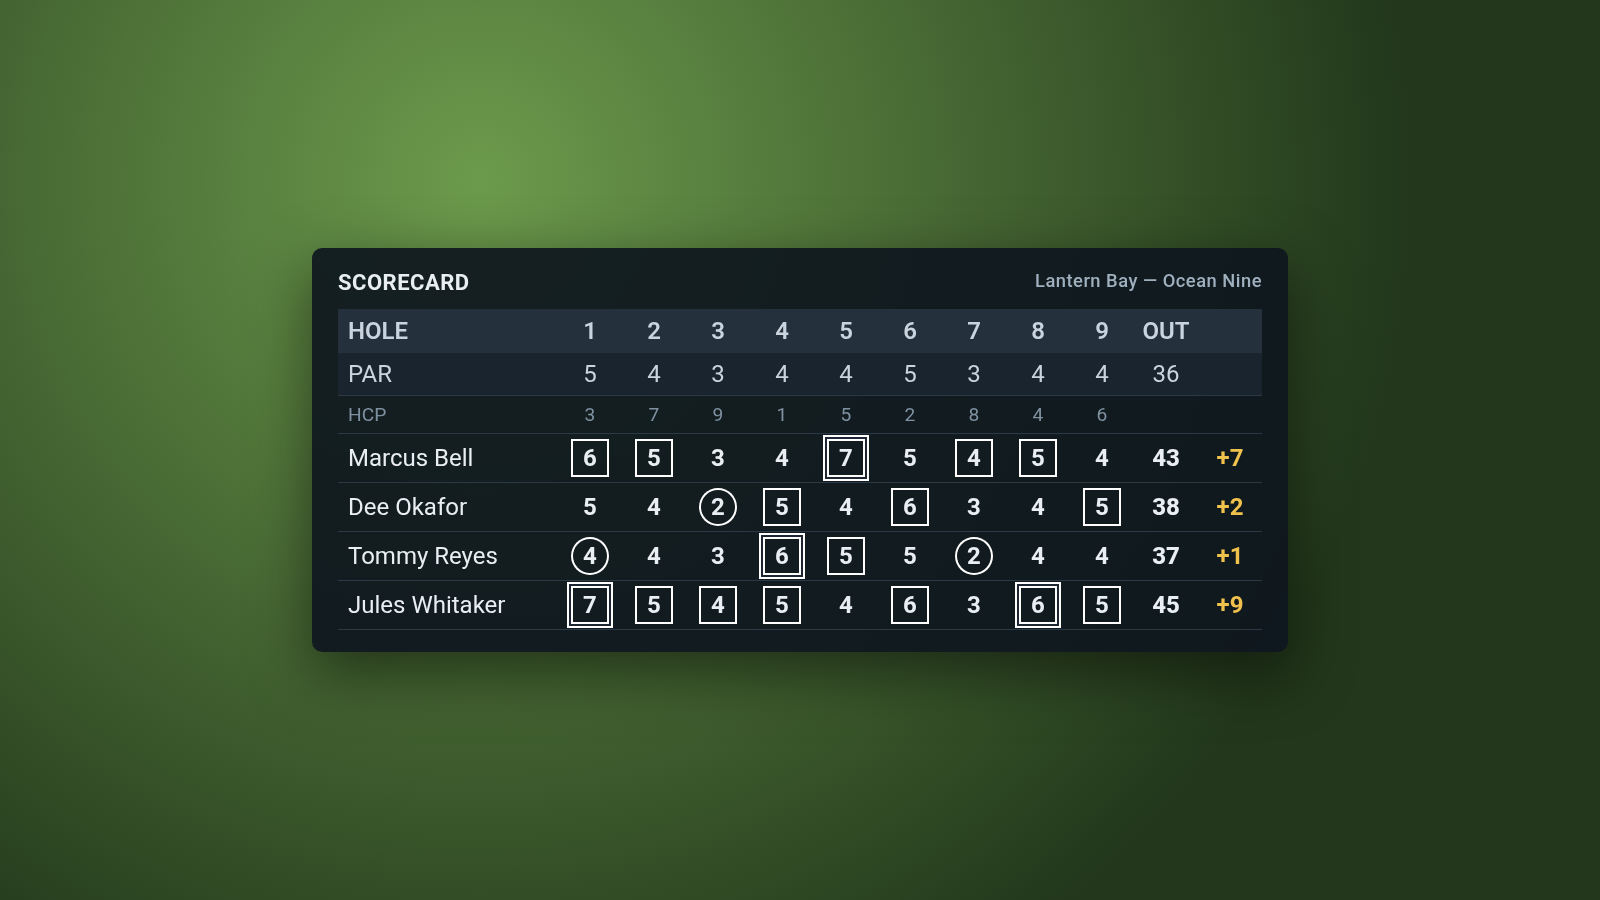 SCORECARD Lantern Bay — Ocean Nine
HOLE 1 2 3 4 5 6 7 8 9 OUT
PAR 5 4 3 4 4 5 3 4 4 36
HCP 3 7 9 1 5 2 8 4 6
Marcus Bell 6 5 3 4 7 5 4 5 4 43 +7
Dee Okafor 5 4 2 5 4 6 3 4 5 38 +2
Tommy Reyes 4 4 3 6 5 5 2 4 4 37 +1
Jules Whitaker 7 5 4 5 4 6 3 6 5 45 +9